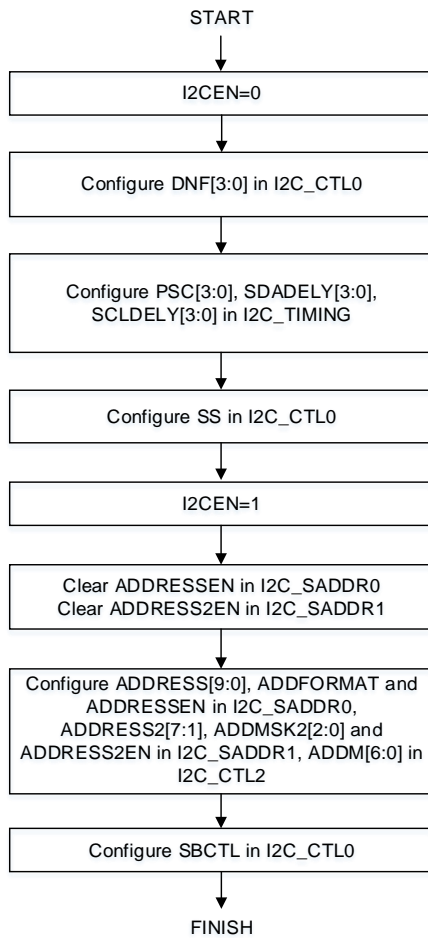 START
I2CEN=0
Configure DNF[3:0] in I2C_CTL0
Configure PSC[3:0], SDADELY[3:0],
SCLDELY[3:0] in I2C_TIMING
Configure SS in I2C_CTL0
I2CEN=1
Clear ADDRESSEN in I2C_SADDR0
Clear ADDRESS2EN in I2C_SADDR1
Configure ADDRESS[9:0], ADDFORMAT and
ADDRESSEN in I2C_SADDR0,
ADDRESS2[7:1], ADDMSK2[2:0] and
ADDRESS2EN in I2C_SADDR1, ADDM[6:0] in
I2C_CTL2
Configure SBCTL in I2C_CTL0
FINISH